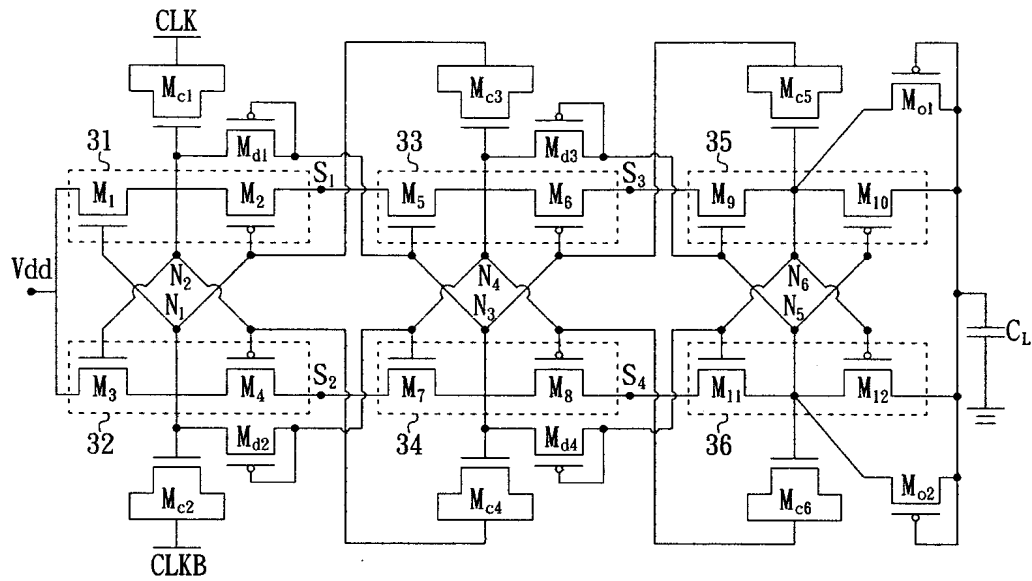 CLK
M_c1
M_c3
M_c5
M_o1
M_d1
M_d3
31
33
35
M_1
M_2
S_1
M_5
M_6
S_3
M_9
M_10
Vdd
N_2
N_1
N_4
N_3
N_6
N_5
C_L
M_3
M_4
S_2
M_7
M_8
S_4
M_11
M_12
32
34
36
M_d2
M_d4
M_o2
M_c2
M_c4
M_c6
CLKB